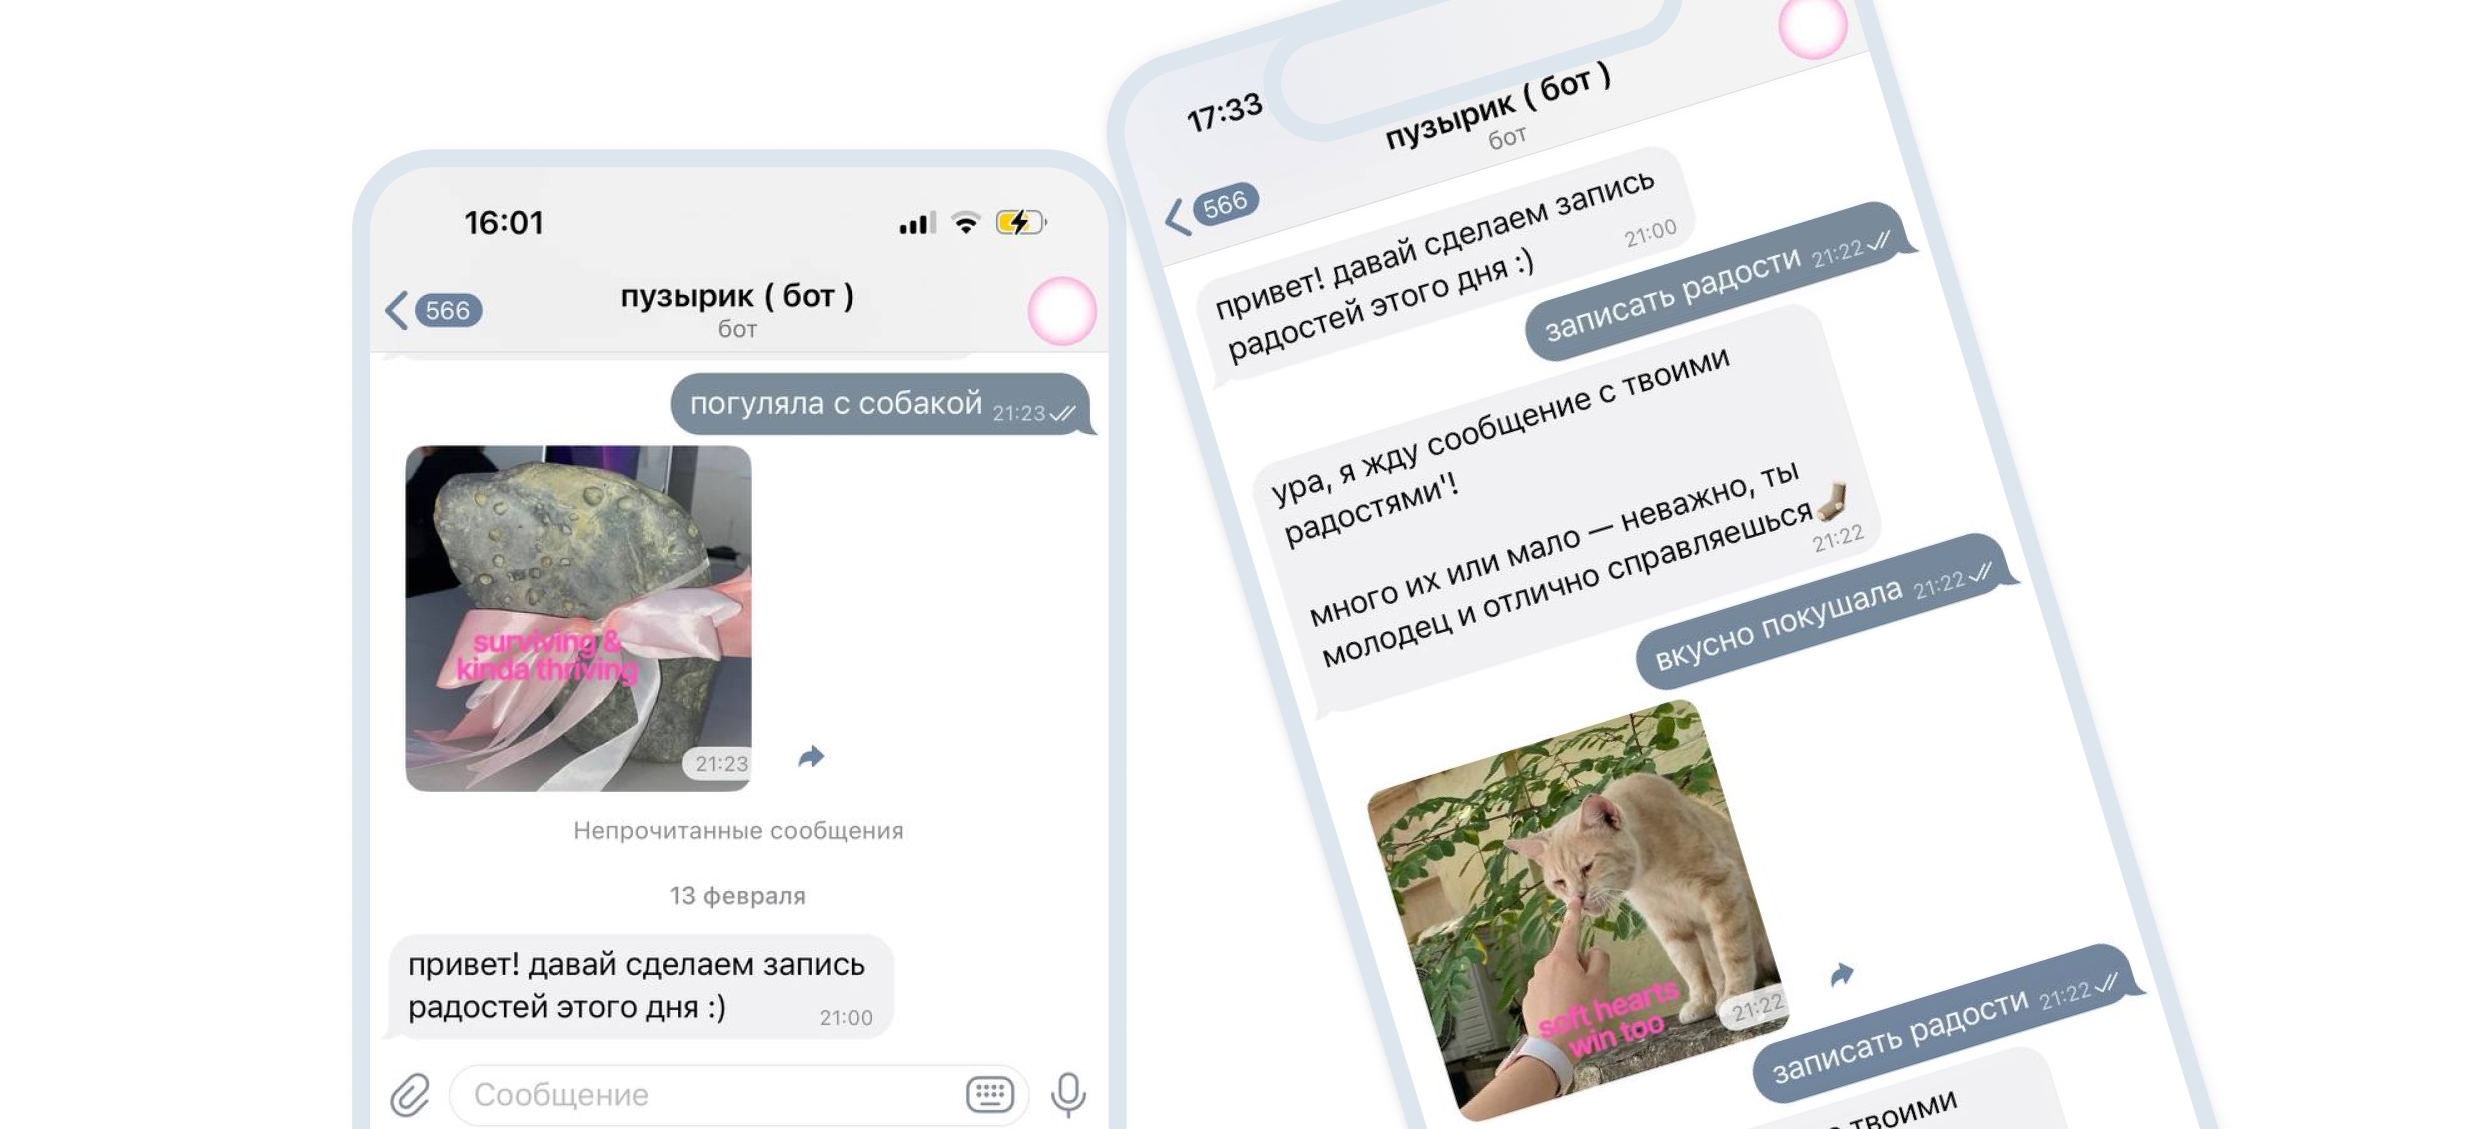 16:01
566
пузырик ( бот )
бот
погуляла с собакой 21:23
surviving &
kinda thriving
21:23
Непрочитанные сообщения
13 февраля
привет! давай сделаем запись
радостей этого дня :)
21:00
Сообщение
17:33
пузырик ( бот )
бот
566
привет! давай сделаем запись
радостей этого дня :)
21:00
записать радости 21:22
ура, я жду сообщение с твоими
радостями'!
много их или мало — неважно, ты
молодец и отлично справляешься🧦
21:22
вкусно покушала 21:22
soft hearts
win too
21:22
записать радости 21:22
твоими